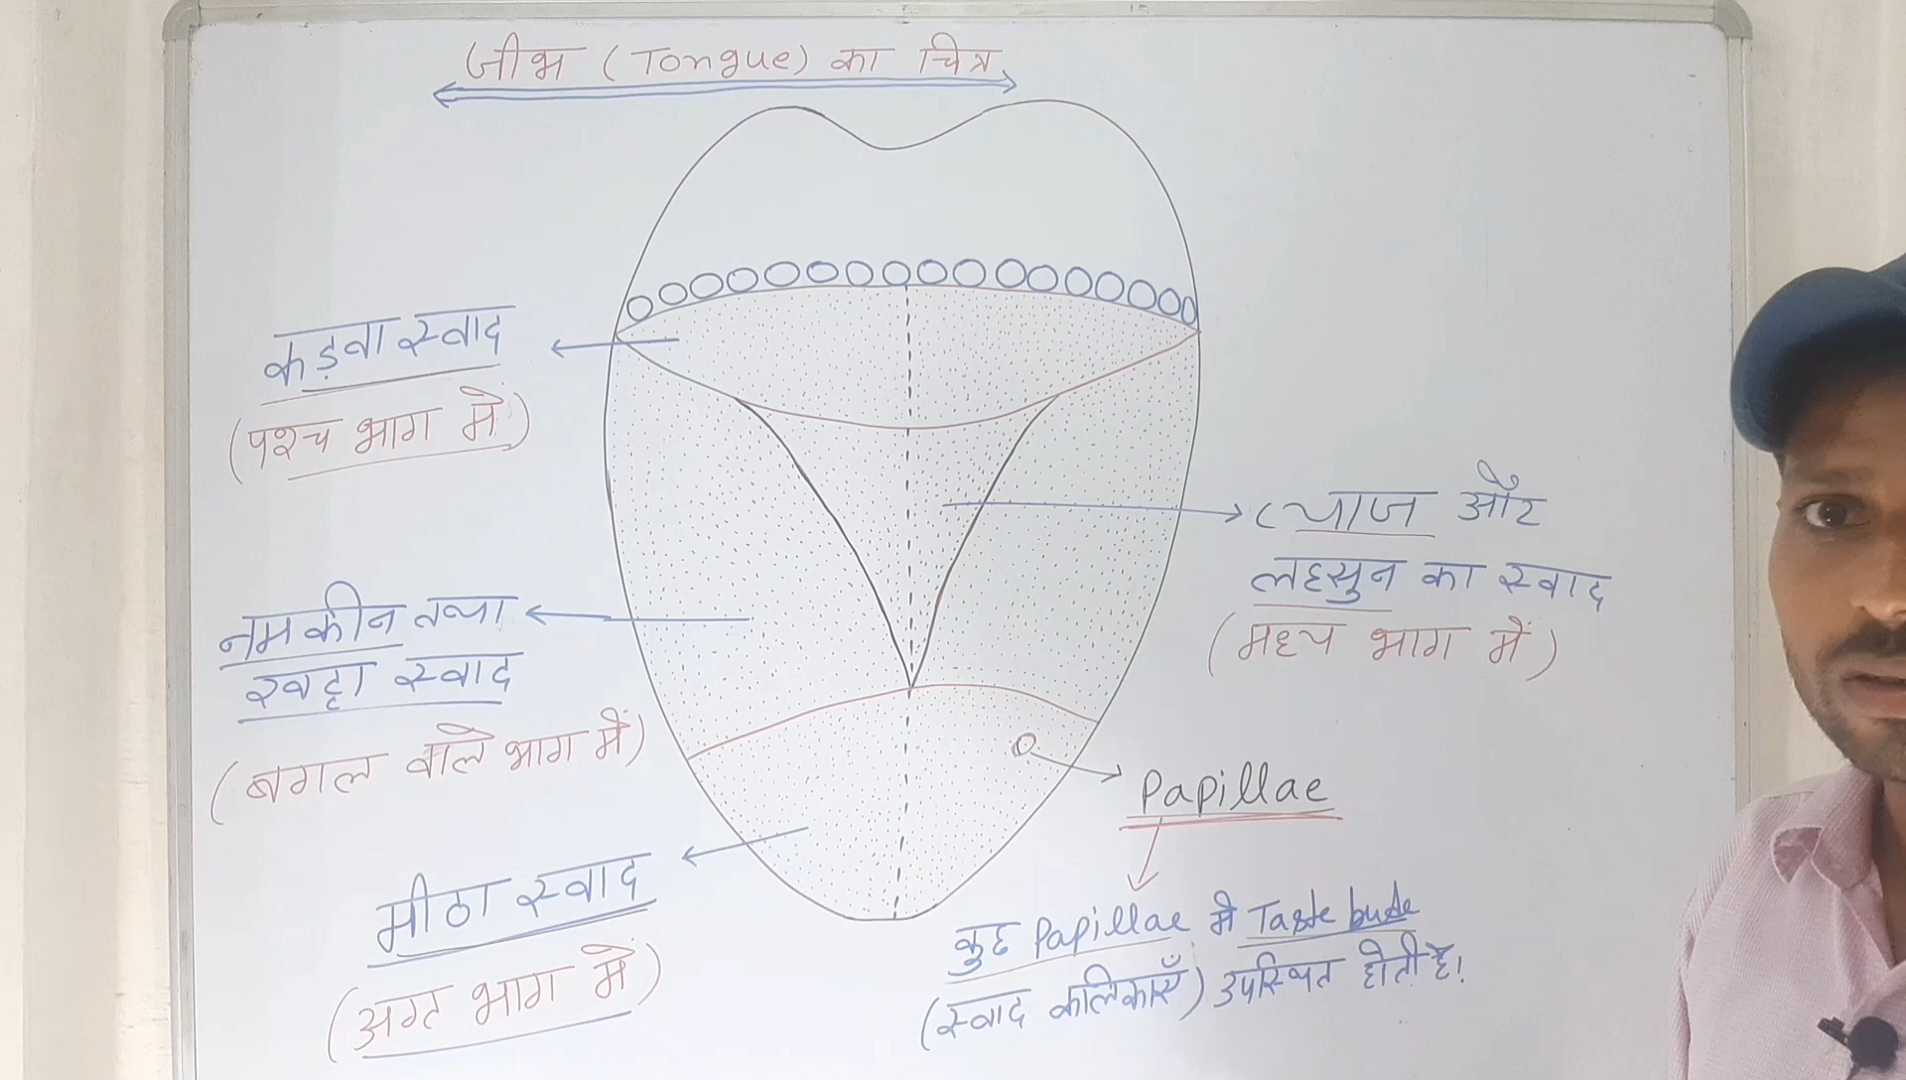 जीभ (Tongue) का चित्र
कड़वा स्वाद
(पश्च भाग में)
प्याज और
लहसुन का स्वाद
(मध्य भाग में)
नमकीन तथा
खट्टा स्वाद
(बगल वाले भाग में)
Papillae
मीठा स्वाद
(अग्र भाग में)
कुछ Papillae में Taste buds
(स्वाद कलिकाएँ) उपस्थित होती है।